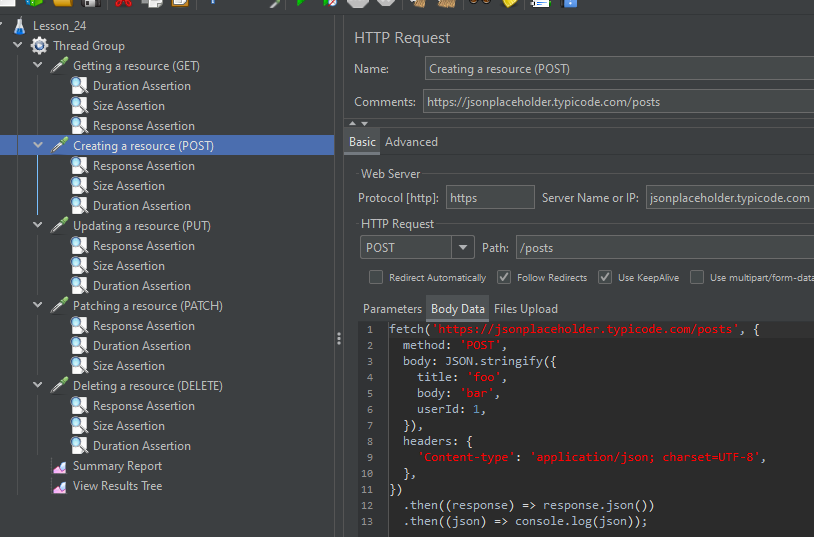 Lesson_24
Thread Group
Getting a resource (GET)
Duration Assertion
Size Assertion
Response Assertion
Creating a resource (POST)
Response Assertion
Size Assertion
Duration Assertion
Updating a resource (PUT)
Response Assertion
Size Assertion
Duration Assertion
Patching a resource (PATCH)
Response Assertion
Duration Assertion
Size Assertion
Deleting a resource (DELETE)
Response Assertion
Size Assertion
Duration Assertion
Summary Report
View Results Tree
HTTP Request
Name: Creating a resource (POST)
Comments: https://jsonplaceholder.typicode.com/posts
Basic Advanced
Web Server
Protocol [http]: https Server Name or IP: jsonplaceholder.typicode.com
HTTP Request
POST Path: /posts
Redirect Automatically Follow Redirects Use KeepAlive Use multipart/form-data
Parameters Body Data Files Upload
1 fetch('https://jsonplaceholder.typicode.com/posts', {
2 method: 'POST',
3 body: JSON.stringify({
4 title: 'foo',
5 body: 'bar',
6 userId: 1,
7 }),
8 headers: {
9 'Content-type': 'application/json; charset=UTF-8',
10 },
11 })
12 .then((response) => response.json())
13 .then((json) => console.log(json));